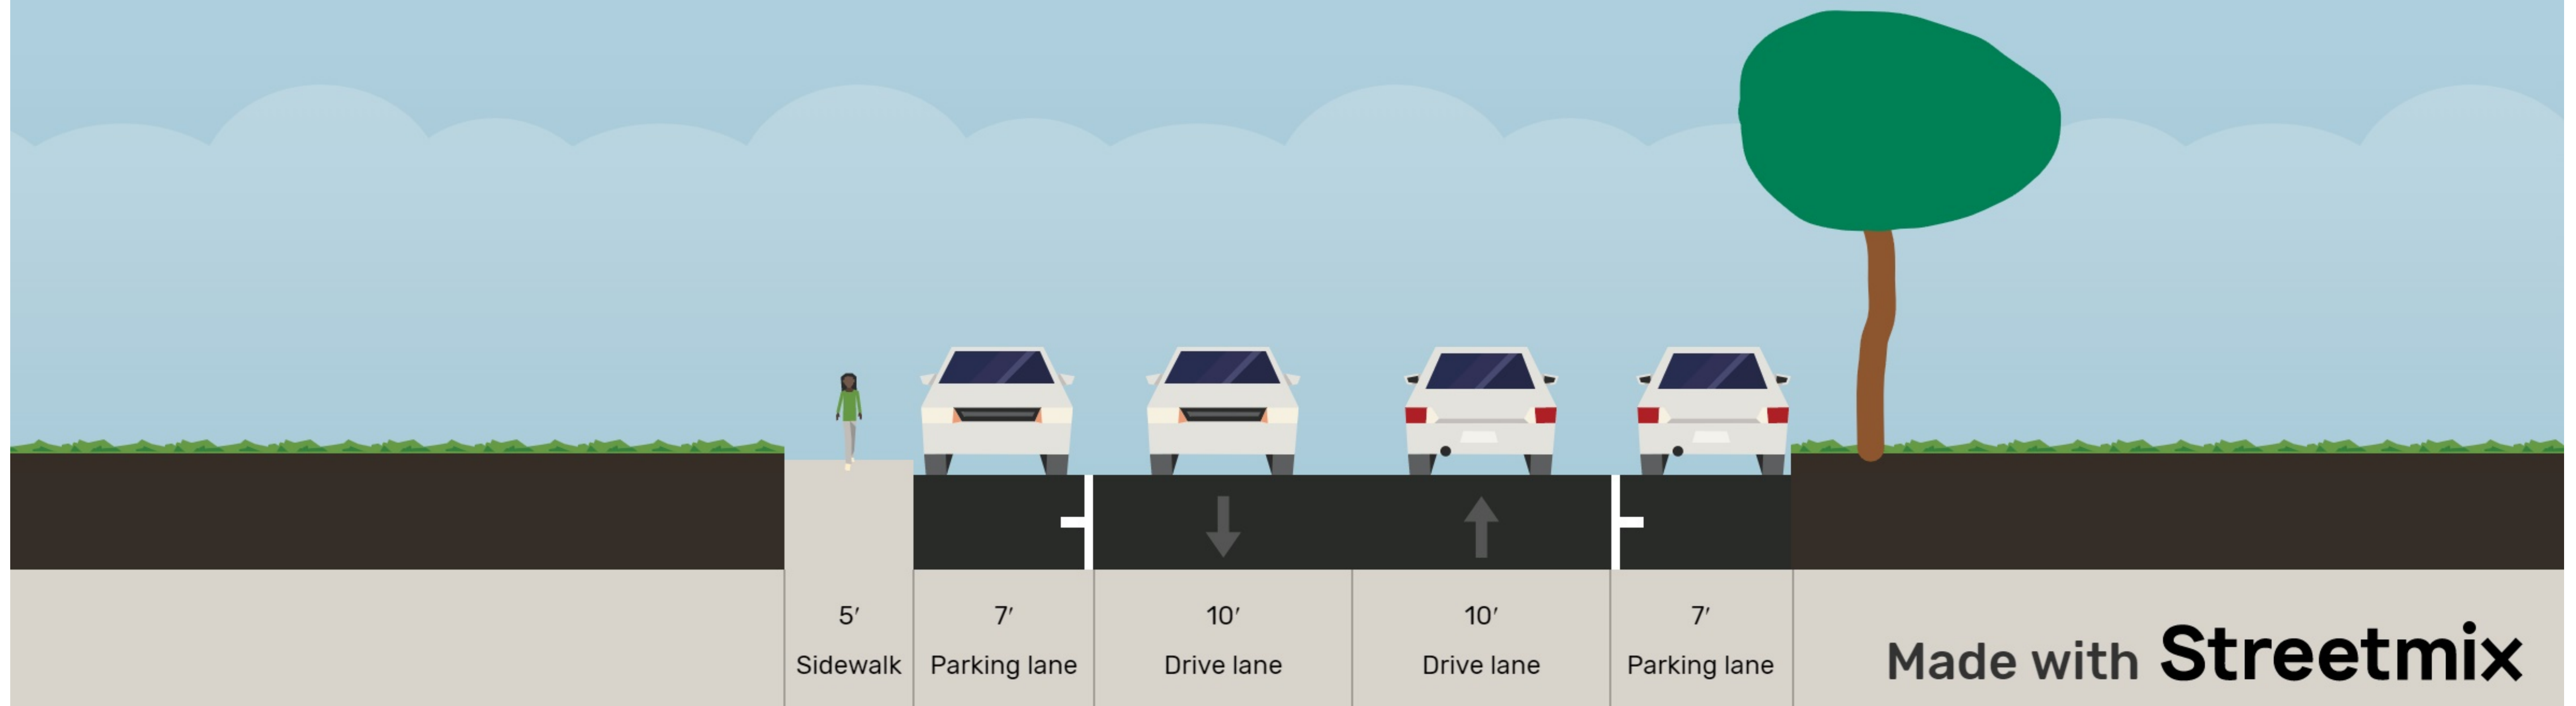 5′
Sidewalk
7′
Parking lane
10′
Drive lane
10′
Drive lane
7′
Parking lane
Made with Streetmix